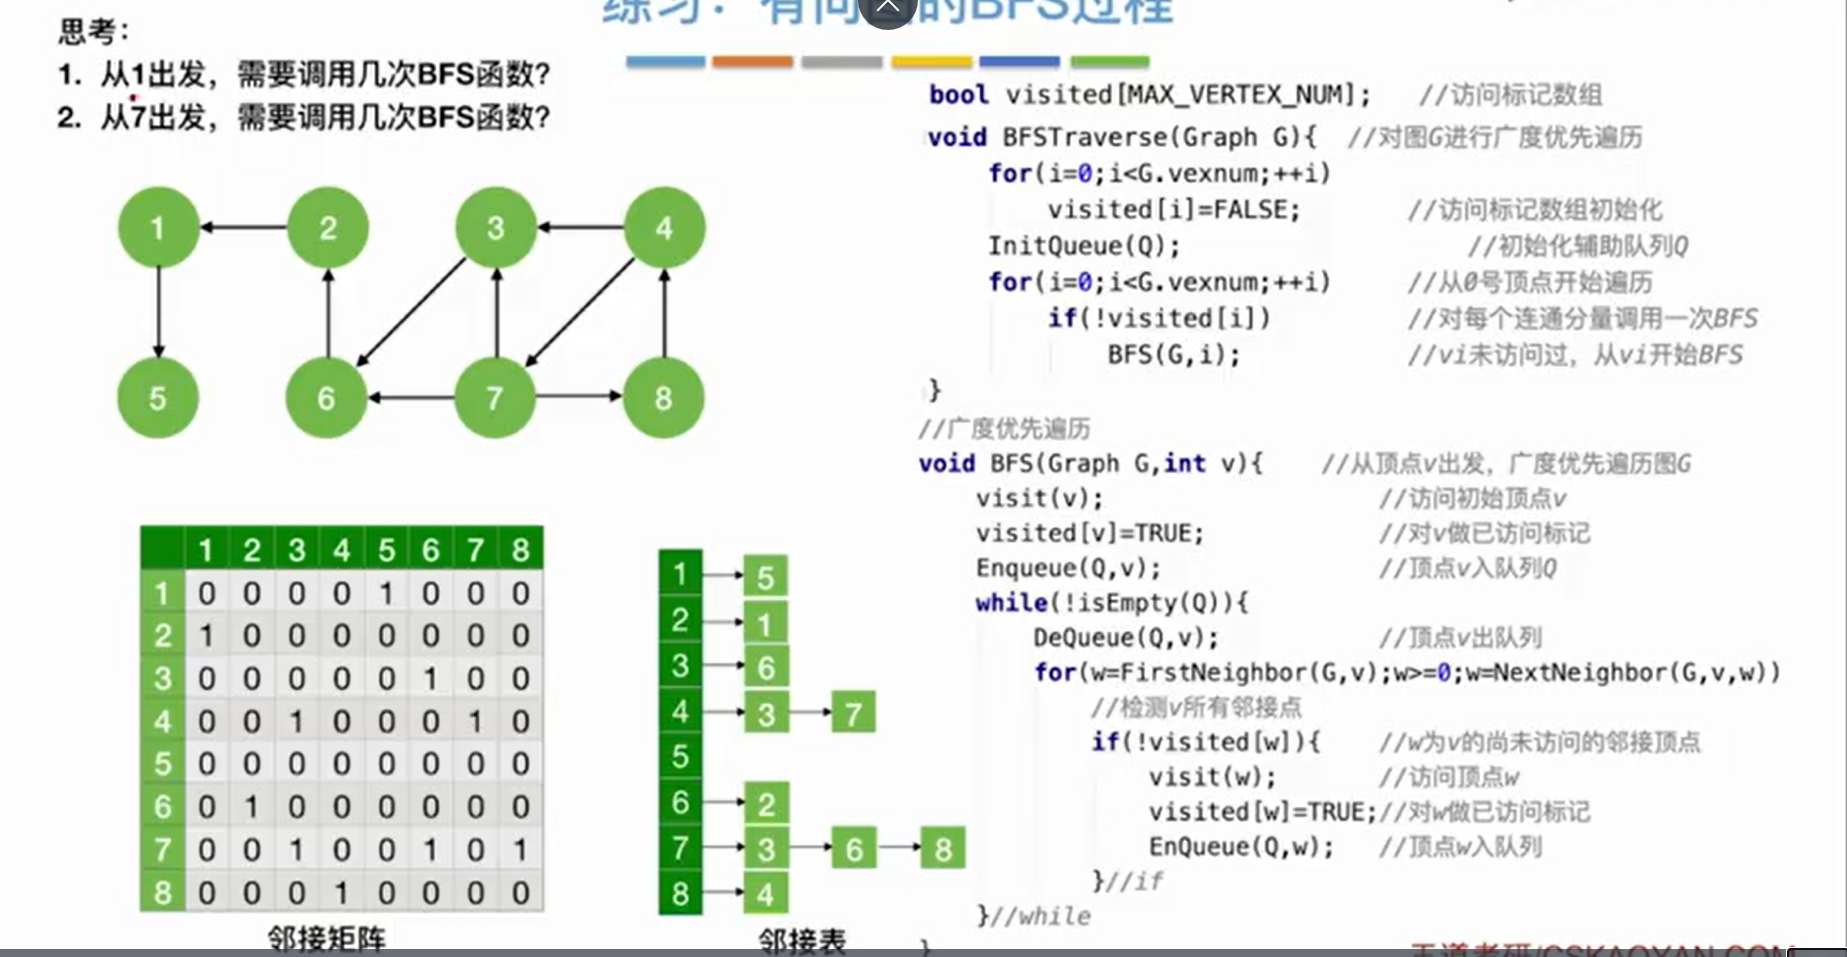 练习：有向图的BFS过程
思考：
1. 从1出发，需要调用几次BFS函数？
2. 从7出发，需要调用几次BFS函数？
1 2 3 4
5 6 7 8
1 2 3 4 5 6 7 8
1 0 0 0 0 1 0 0 0
2 1 0 0 0 0 0 0 0
3 0 0 0 0 0 1 0 0
4 0 0 1 0 0 0 1 0
5 0 0 0 0 0 0 0 0
6 0 1 0 0 0 0 0 0
7 0 0 1 0 0 1 0 1
8 0 0 0 1 0 0 0 0
邻接矩阵
1 5
2 1
3 6
4 3 7
5
6 2
7 3 6 8
8 4
邻接表
bool visited[MAX_VERTEX_NUM]; //访问标记数组
void BFSTraverse(Graph G){ //对图G进行广度优先遍历
for(i=0;i<G.vexnum;++i)
visited[i]=FALSE; //访问标记数组初始化
InitQueue(Q); //初始化辅助队列Q
for(i=0;i<G.vexnum;++i) //从0号顶点开始遍历
if(!visited[i]) //对每个连通分量调用一次BFS
BFS(G,i); //vi未访问过，从vi开始BFS
}
//广度优先遍历
void BFS(Graph G,int v){ //从顶点v出发，广度优先遍历图G
visit(v); //访问初始顶点v
visited[v]=TRUE; //对v做已访问标记
Enqueue(Q,v); //顶点v入队列Q
while(!isEmpty(Q)){
DeQueue(Q,v); //顶点v出队列
for(w=FirstNeighbor(G,v);w>=0;w=NextNeighbor(G,v,w))
//检测v所有邻接点
if(!visited[w]){ //w为v的尚未访问的邻接顶点
visit(w); //访问顶点w
visited[w]=TRUE;//对w做已访问标记
EnQueue(Q,w); //顶点w入队列
}//if
}//while
}
王道考研/CSKAOYAN.COM